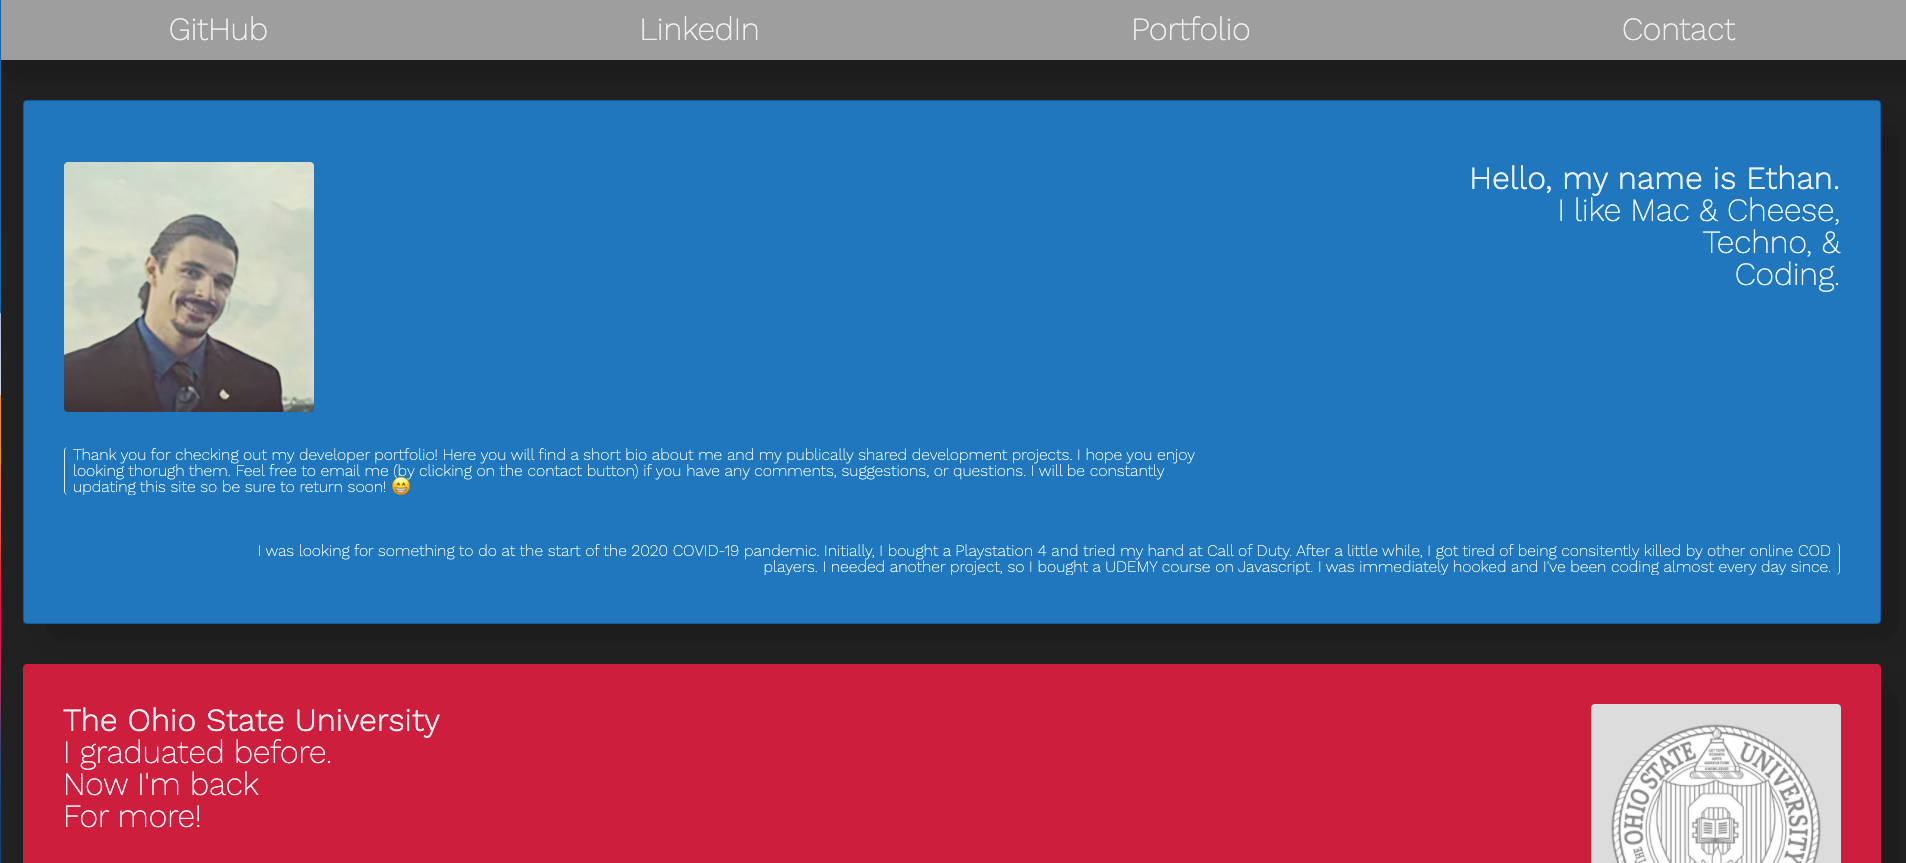 GitHub LinkedIn Portfolio Contact
Hello, my name is Ethan.
I like Mac & Cheese,
Techno, &
Coding.
Thank you for checking out my developer portfolio! Here you will find a short bio about me and my publically shared development projects. I hope you enjoy
looking thorugh them. Feel free to email me (by clicking on the contact button) if you have any comments, suggestions, or questions. I will be constantly
updating this site so be sure to return soon! 😁
I was looking for something to do at the start of the 2020 COVID-19 pandemic. Initially, I bought a Playstation 4 and tried my hand at Call of Duty. After a little while, I got tired of being consitently killed by other online COD
players. I needed another project, so I bought a UDEMY course on Javascript. I was immediately hooked and I've been coding almost every day since.
The Ohio State University
I graduated before.
Now I'm back
For more!
THE OHIO STATE UNIVERSITY